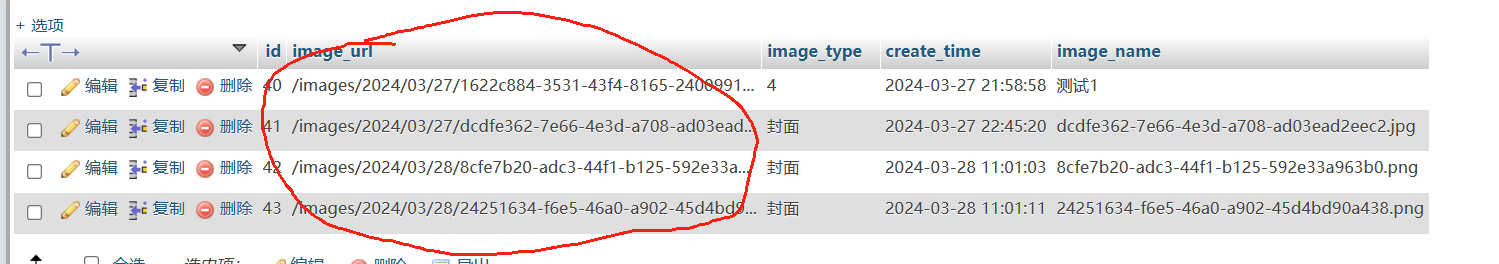 + 选项
←T→ id image_url image_type create_time image_name
编辑 复制 删除 40 /images/2024/03/27/1622c884-3531-43f4-8165-2400991... 4 2024-03-27 21:58:58 测试1
编辑 复制 删除 41 /images/2024/03/27/dcdfe362-7e66-4e3d-a708-ad03ead... 封面 2024-03-27 22:45:20 dcdfe362-7e66-4e3d-a708-ad03ead2eec2.jpg
编辑 复制 删除 42 /images/2024/03/28/8cfe7b20-adc3-44f1-b125-592e33a... 封面 2024-03-28 11:01:03 8cfe7b20-adc3-44f1-b125-592e33a963b0.png
编辑 复制 删除 43 /images/2024/03/28/24251634-f6e5-46a0-a902-45d4bd9... 封面 2024-03-28 11:01:11 24251634-f6e5-46a0-a902-45d4bd90a438.png
全选 选中项: 编辑 删除 导出